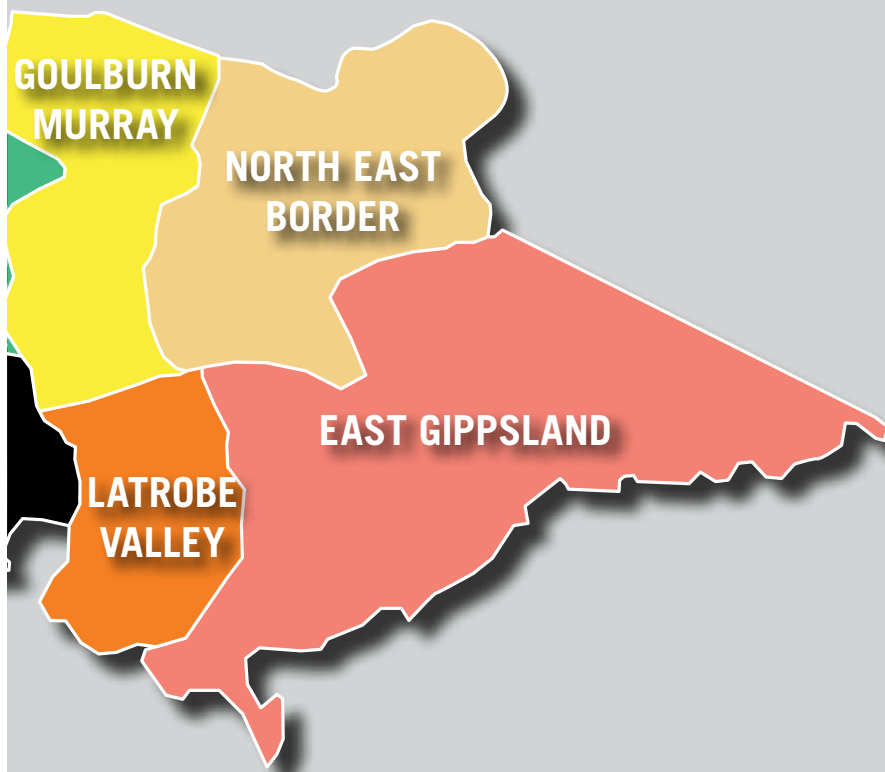 GOULBURN
MURRAY
NORTH EAST
BORDER
EAST GIPPSLAND
LATROBE
VALLEY